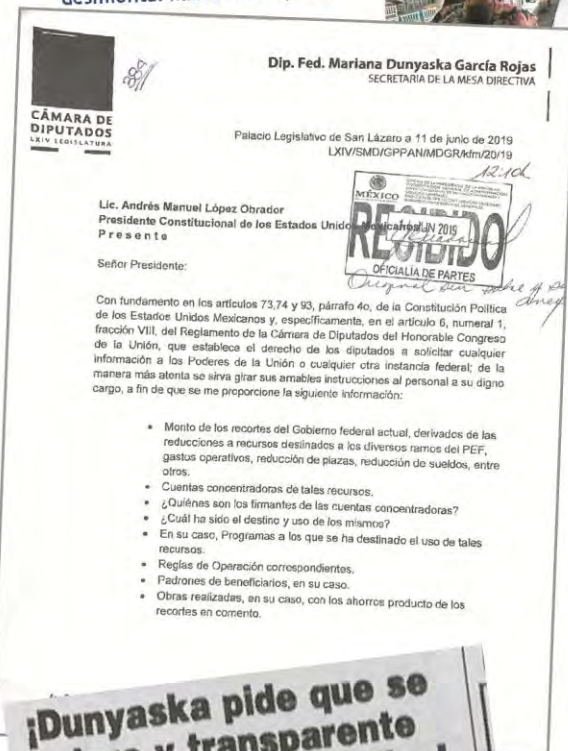 Dip. Fed. Mariana Dunyaska García Rojas
SECRETARIA DE LA MESA DIRECTIVA
CÁMARA DE
DIPUTADOS
LXIV LEGISLATURA
Palacio Legislativo de San Lázaro a 11 de junio de 2019
LXIV/SMD/GPPAN/MDGR/kfm/20/19
12:10h
MÉXICO
Lic. Andrés Manuel López Obrador
Presidente Constitucional de los Estados Unidos Mexicanos
JUN 2019
RECIBIDO
OFICIALIA DE PARTES
Original sin sobre
P r e s e n t e
Señor Presidente:
Con fundamento en los artículos 73,74 y 93, párrafo 4o, de la Constitución Política
de los Estados Unidos Mexicanos y, específicamente, en el artículo 6, numeral 1,
fracción VIII, del Reglamento de la Cámara de Diputados del Honorable Congreso
de la Unión, que establece el derecho de los diputados a solicitar cualquier
información a los Poderes de la Unión o cualquier otra instancia federal; de la
manera más atenta se sirva girar sus amables instrucciones al personal a su digno
cargo, a fin de que se me proporcione la siguiente información:
• Monto de los recortes del Gobierno federal actual, derivados de las
reducciones a recursos destinados a los diversos ramos del PEF,
gastos operativos, reducción de plazas, reducción de sueldos, entre
otros.
• Cuentas concentradoras de tales recursos.
• ¿Quiénes son los firmantes de las cuentas concentradoras?
• ¿Cuál ha sido el destino y uso de los mismos?
• En su caso, Programas a los que se ha destinado el uso de tales
recursos.
• Reglas de Operación correspondientes.
• Padrones de beneficiarios, en su caso.
• Obras realizadas, en su caso, con los ahorros producto de los
recortes en comento.
¡Dunyaska pide que se
y transparente